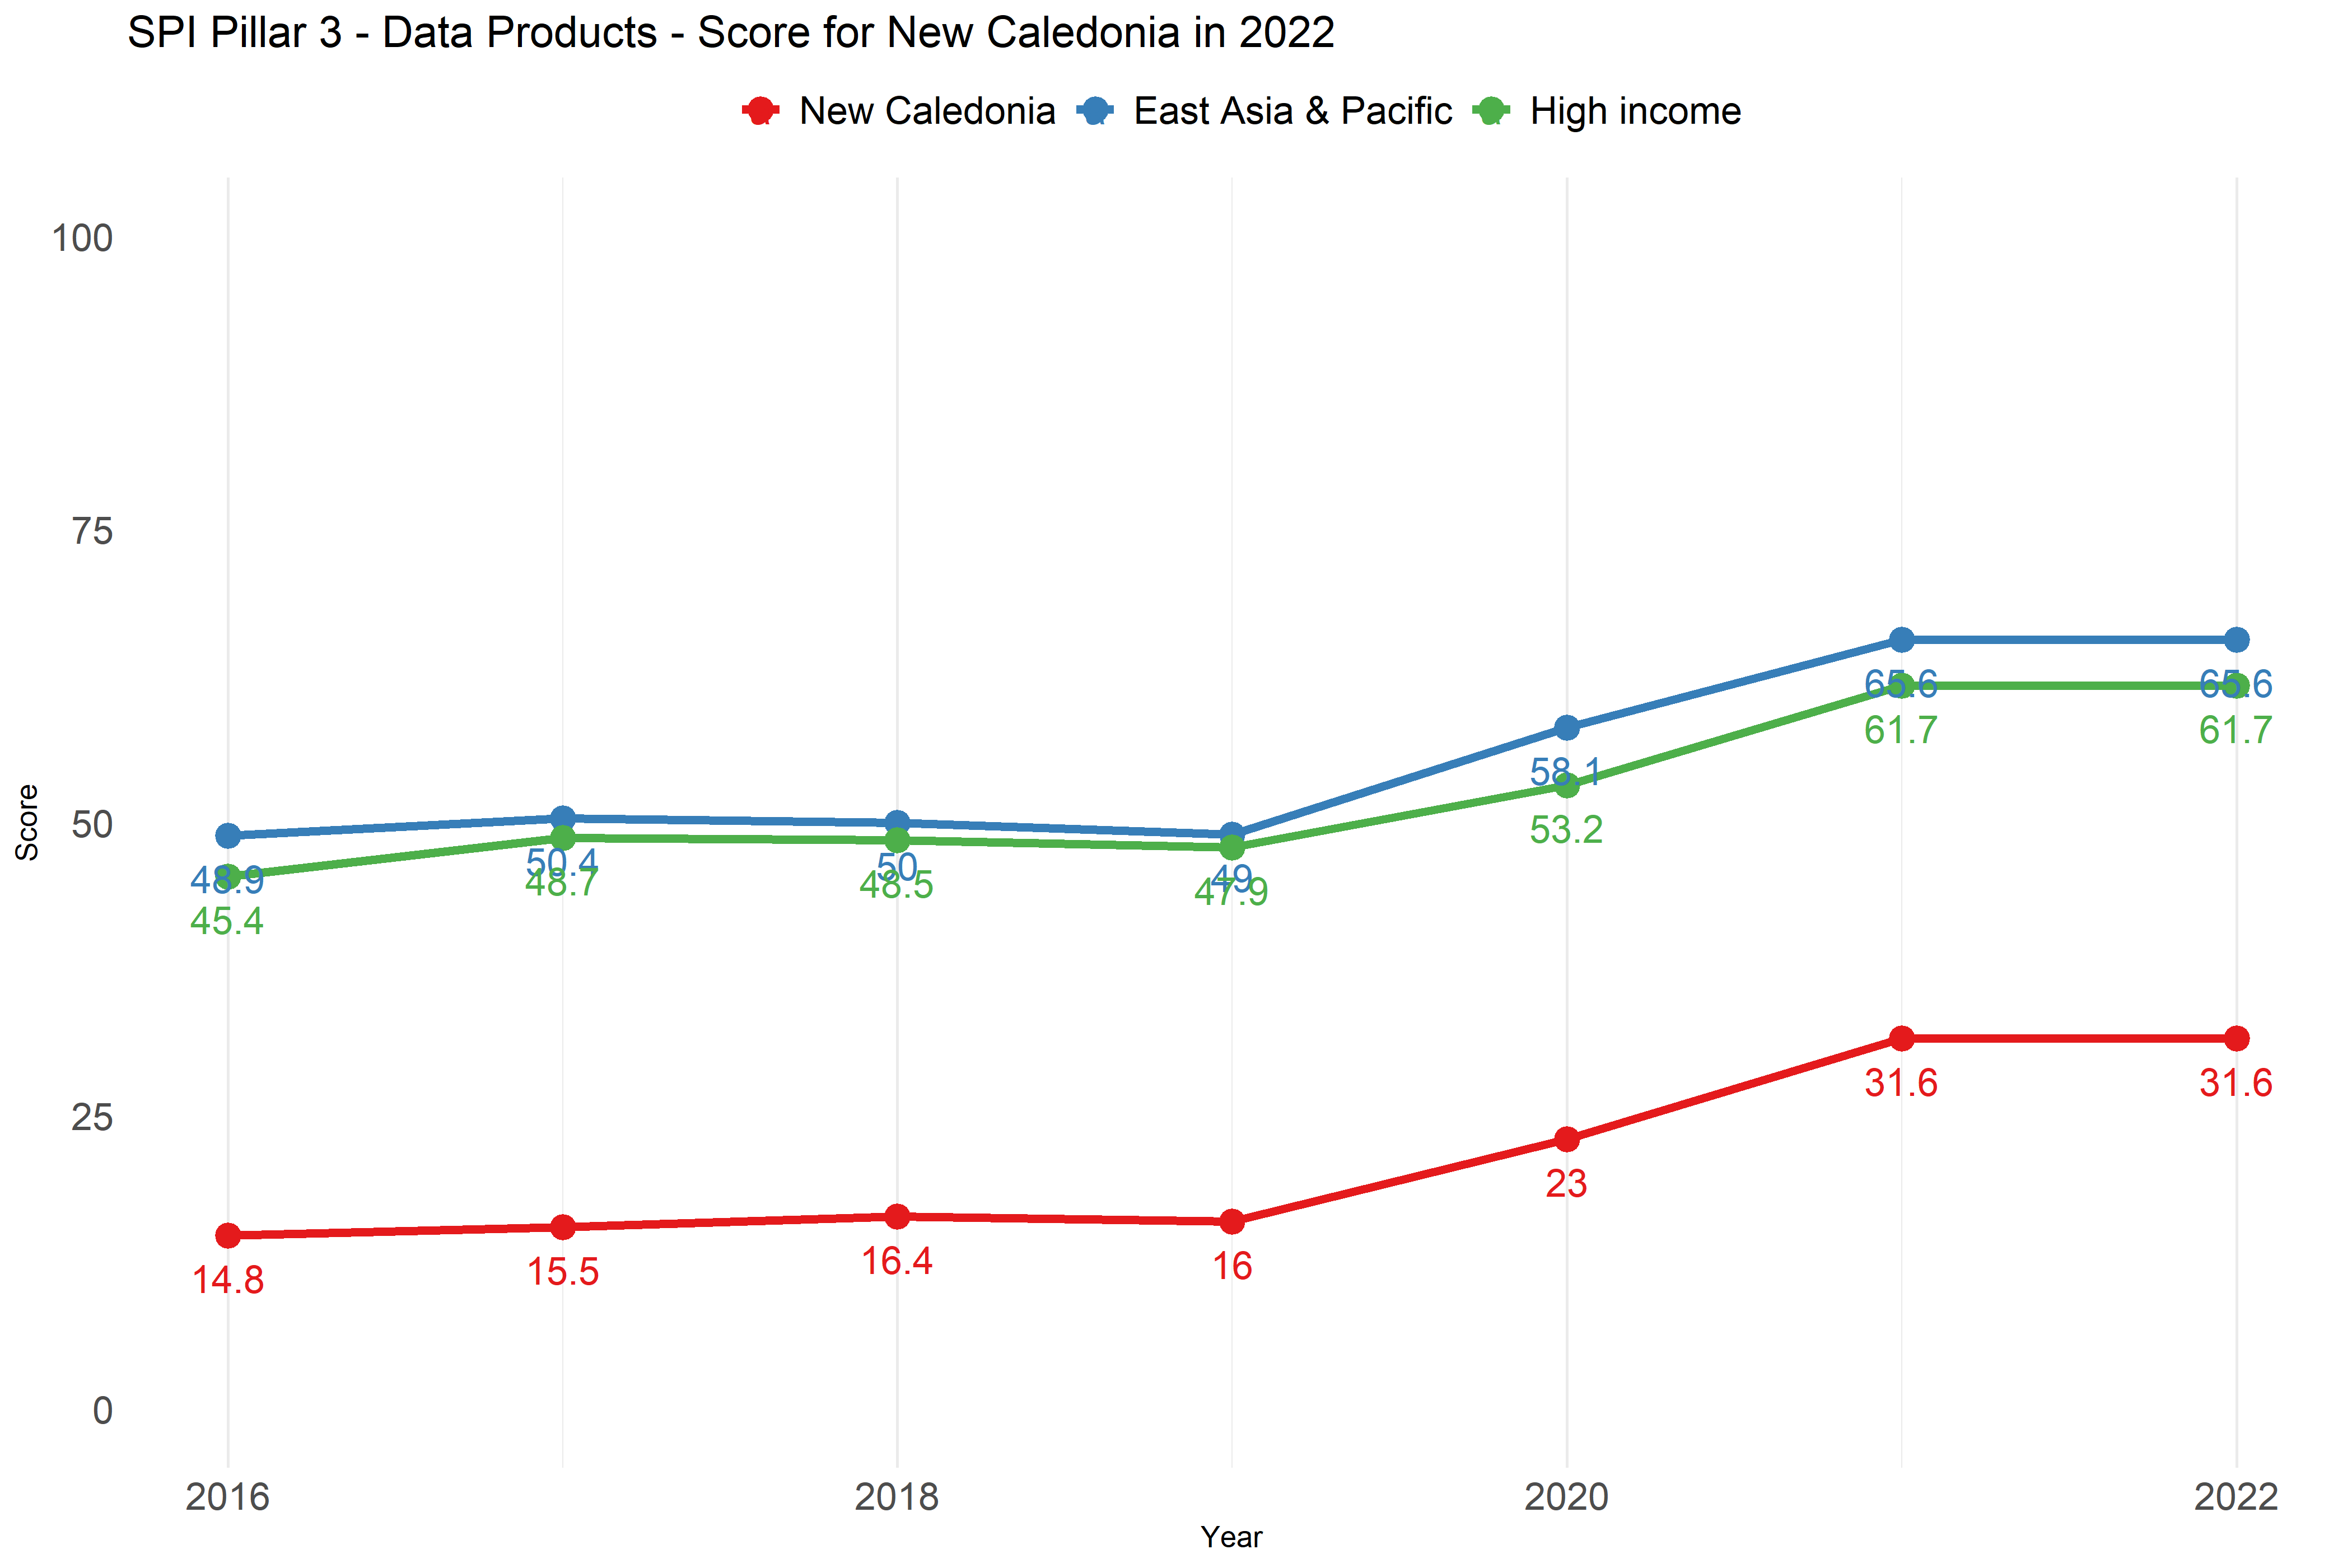 SPI Pillar 3 - Data Products - Score for New Caledonia in 2022
New Caledonia East Asia & Pacific High income
100
75
50
25
0
Score
48.9 50.4 50 49 58.1 65.6 65.6
45.4 48.7 48.5 47.9 53.2 61.7 61.7
14.8 15.5 16.4 16 23 31.6 31.6
2016 2018 2020 2022
Year